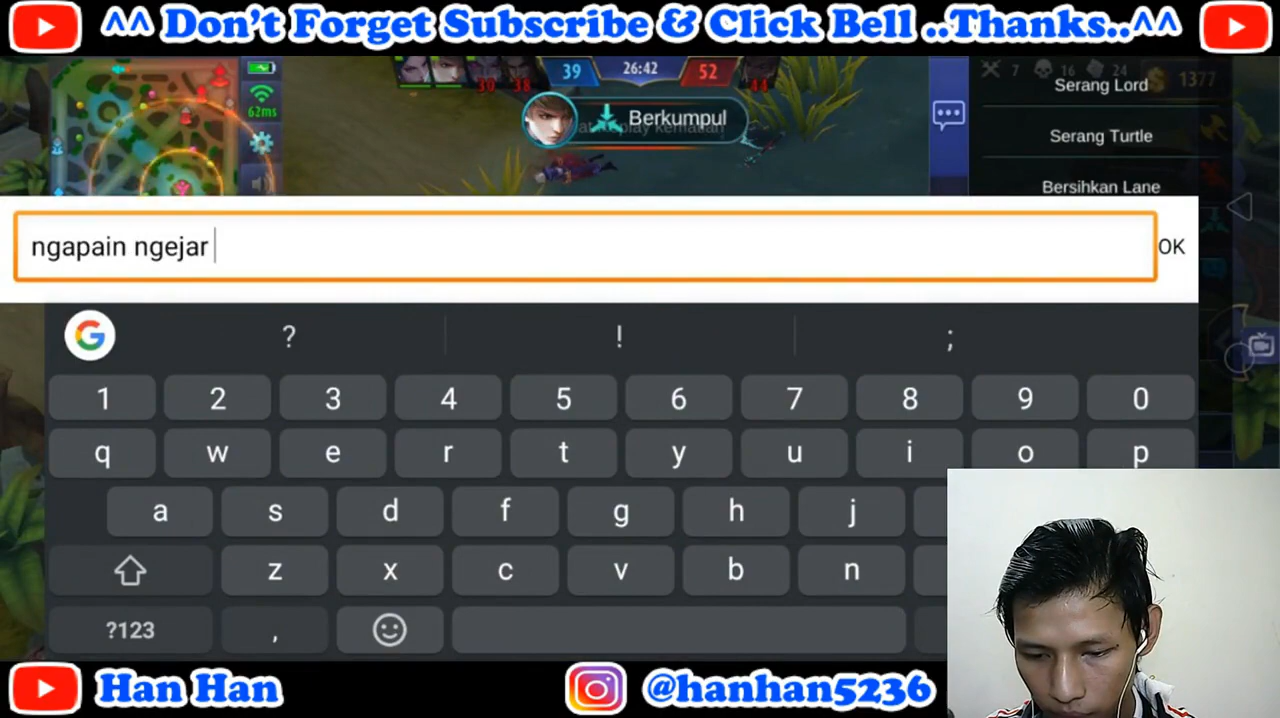 ^^ Don't Forget Subscribe & Click Bell ..Thanks..^^
39 26:42 52
7 16 24 1377
62ms
30 38 44
Berkumpul
Serang Lord
Serang Turtle
Bersihkan Lane
ngapain ngejar
OK
? ! ;
1 2 3 4 5 6 7 8 9 0
q w e r t y u i o p
a s d f g h j
z x c v b n
?123 ,
Han Han
@hanhan5236